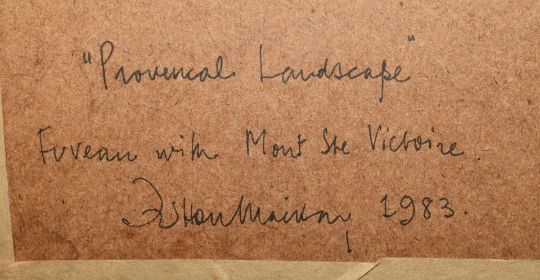 "Provencal Landscape"
Fuveau with Mont Ste Victoire.
1983.